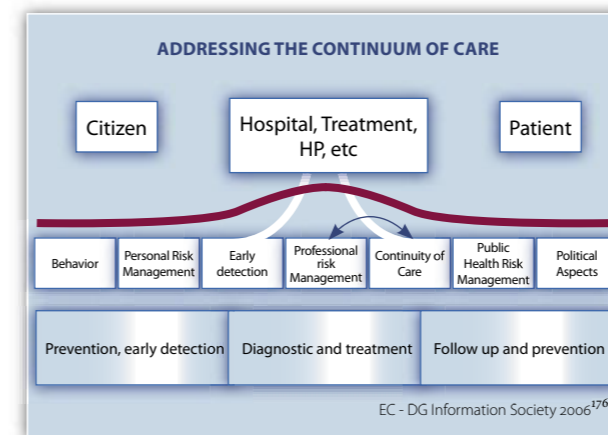 ADDRESSING THE CONTINUUM OF CARE
Citizen
Hospital, Treatment,
HP, etc
Patient
Behavior
Personal Risk
Management
Early
detection
Professional
risk
Management
Continuity of
Care
Public
Health Risk
Management
Political
Aspects
Prevention, early detection
Diagnostic and treatment
Follow up and prevention
EC - DG Information Society 2006 176